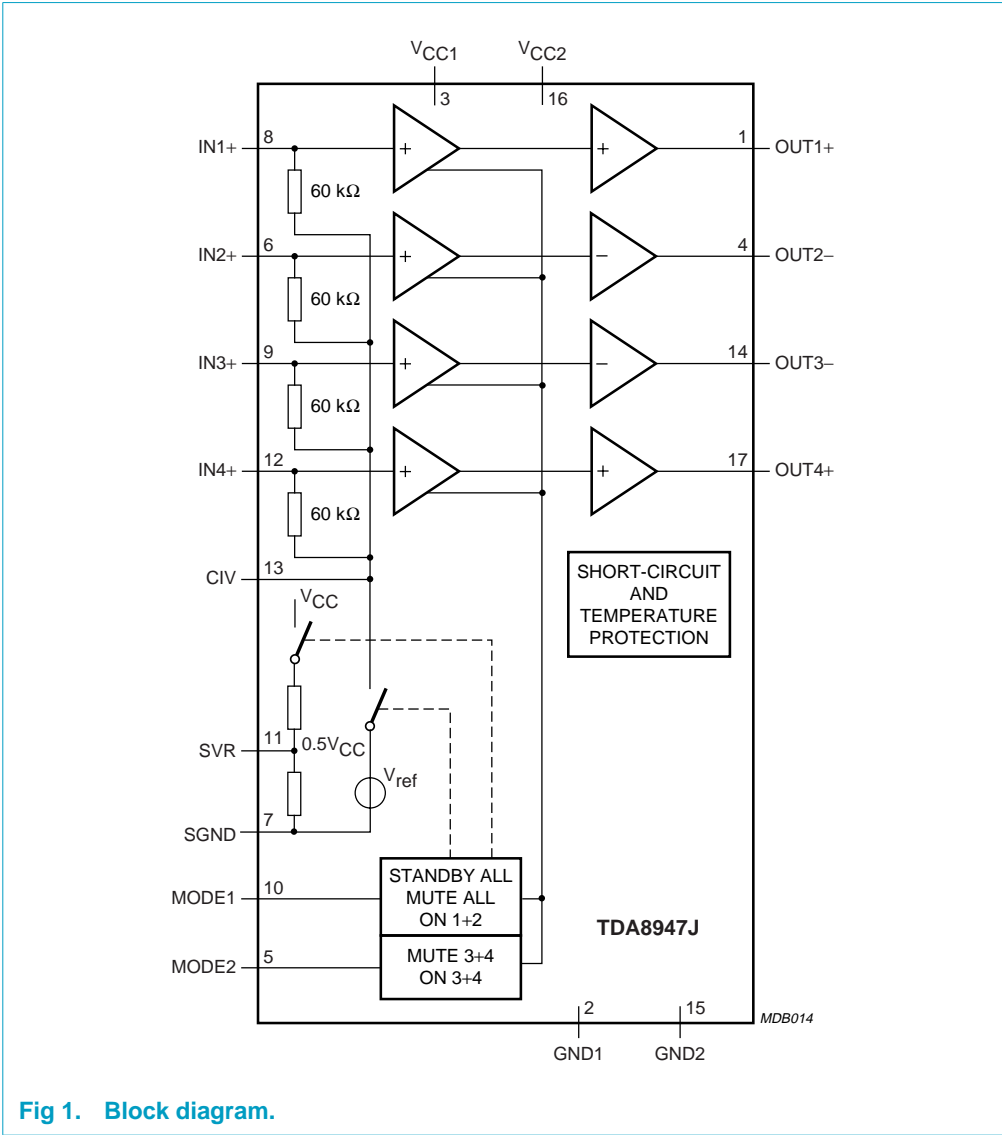 VCC1 VCC2
3 16
IN1+ 8 + + 1 OUT1+
60 kΩ
IN2+ 6 + − 4 OUT2−
60 kΩ
IN3+ 9 + − 14 OUT3−
60 kΩ
IN4+ 12 + + 17 OUT4+
60 kΩ
CIV 13
VCC
SHORT-CIRCUIT
AND
TEMPERATURE
PROTECTION
SVR 11 0.5VCC
Vref
SGND 7
MODE1 10
STANDBY ALL
MUTE ALL
ON 1+2
TDA8947J
MODE2 5
MUTE 3+4
ON 3+4
2 15
MDB014
GND1 GND2
Fig 1. Block diagram.